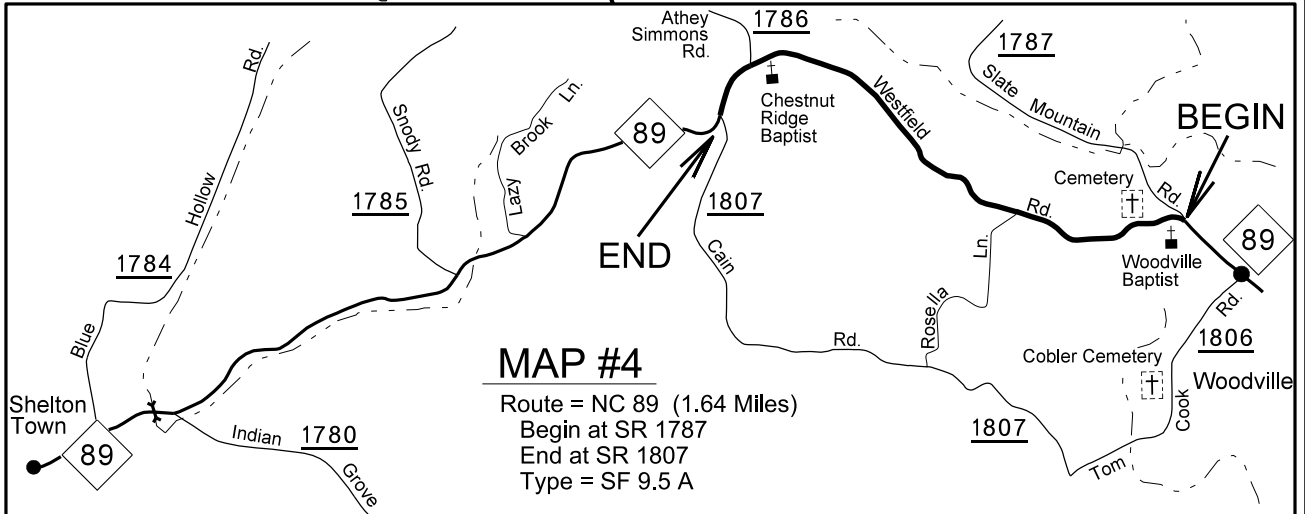 Athey
Simmons
Rd.
1786
1787
Slate Mountain Rd.
BEGIN
Blue Hollow Rd.
1784
Snody Rd.
1785
Lazy Brook Ln.
89
Chestnut
Ridge
Baptist
Westfield Rd.
Cemetery
89
Woodville
Baptist
END
1807
Cain Rd.
Rosella Ln.
1806
Woodville
Cobler Cemetery
Tom Cook Rd.
1807
Shelton
Town
89
Indian Grove
1780
MAP #4
Route = NC 89 (1.64 Miles)
Begin at SR 1787
End at SR 1807
Type = SF 9.5 A